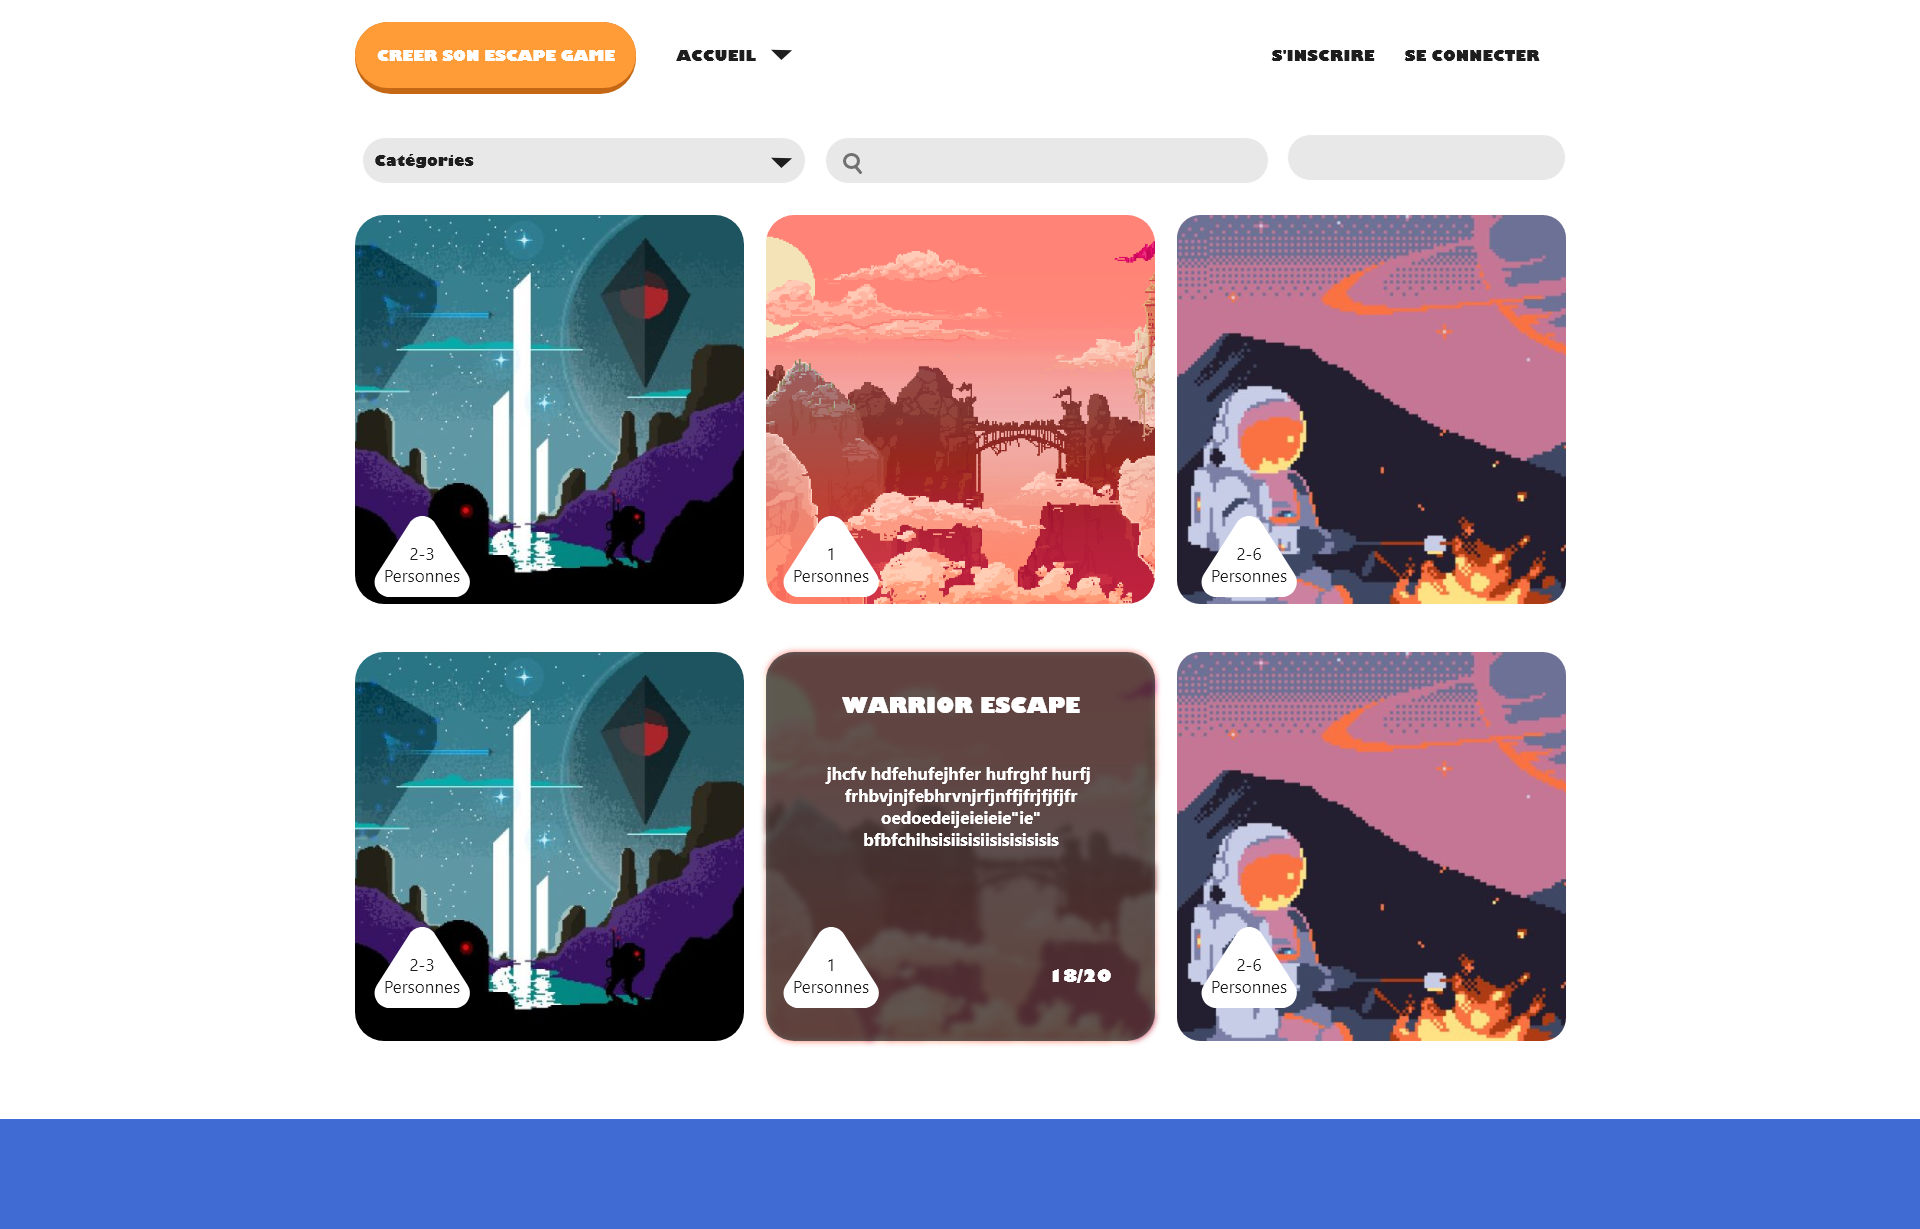 CREER SON ESCAPE GAME
ACCUEIL
S'INSCRIRE
SE CONNECTER
Catégories
2-3
Personnes
1
Personnes
2-6
Personnes
2-3
Personnes
WARRIOR ESCAPE
jhcfv hdfehufejhfer hufrghf hurfj
frhbvjnjfebhrvnjrfjnffjfrjfjfjfr
oedoedeijeieieie"ie"
bfbfchihsisiisisiisisisisisis
1
Personnes
18/20
2-6
Personnes